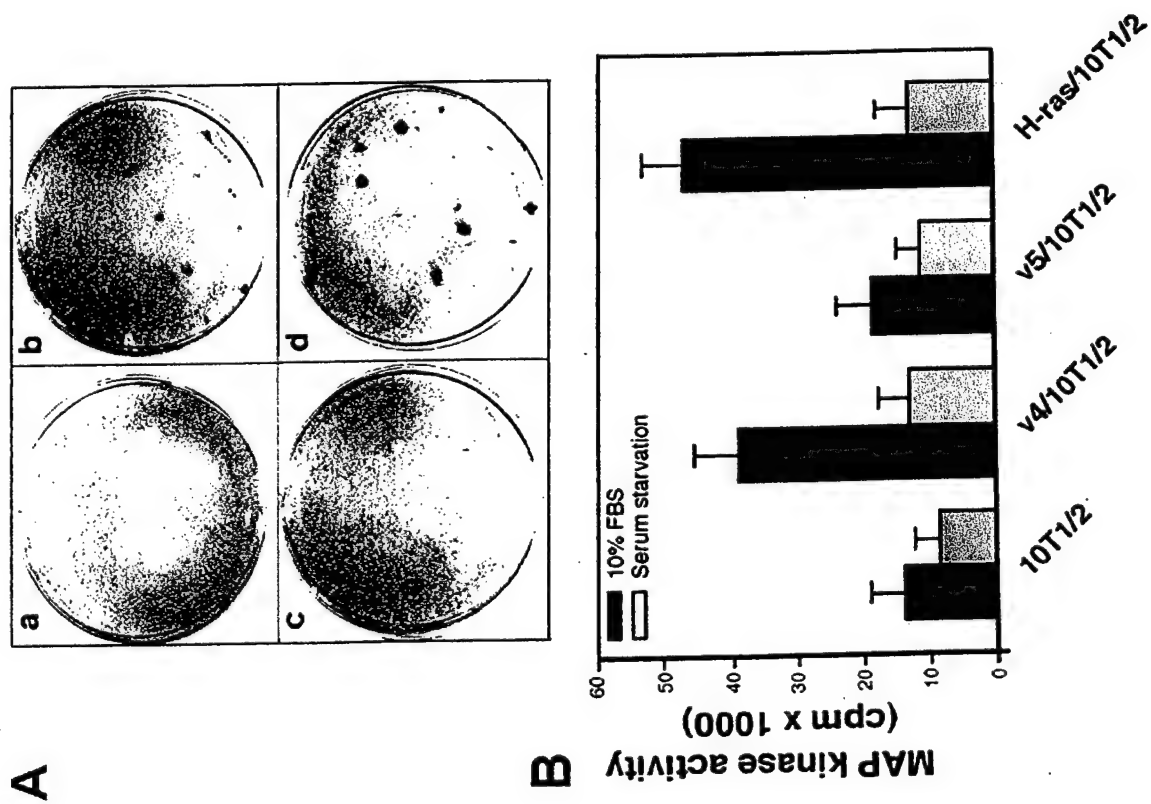 A
a
b
c
d
B
MAP kinase activity
(cpm x 1000)
60
50
40
30
20
10
0
10% FBS
Serum starvation
10T1/2
v4/10T1/2
v5/10T1/2
H-ras/10T1/2